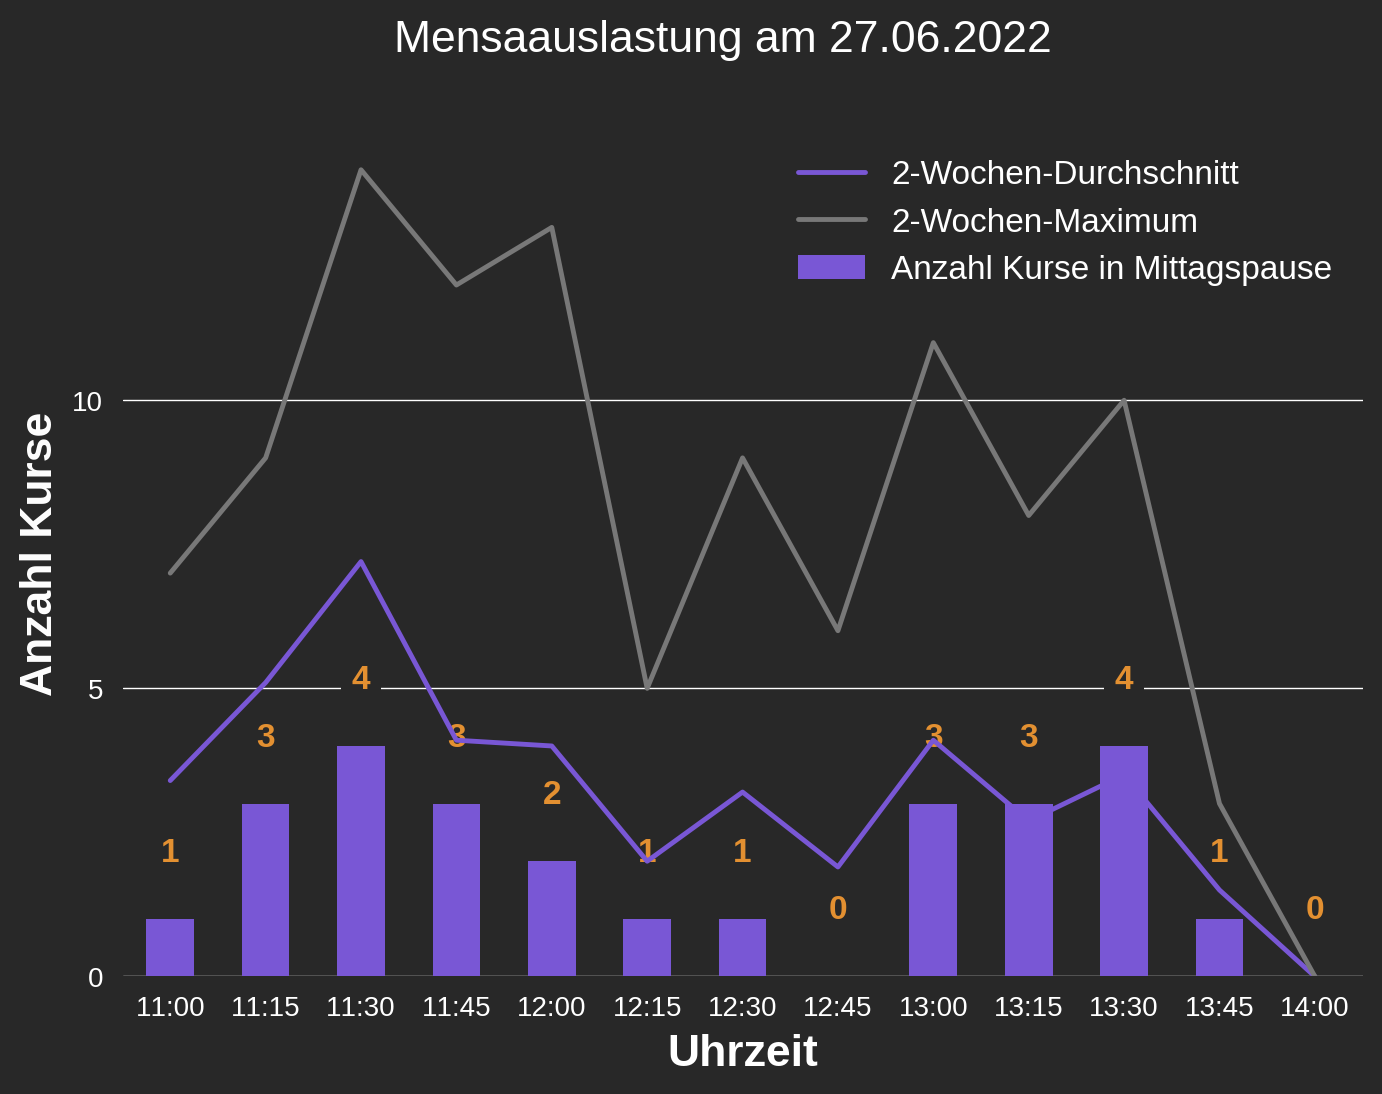 Mensaauslastung am 27.06.2022
2-Wochen-Durchschnitt
2-Wochen-Maximum
Anzahl Kurse in Mittagspause
Anzahl Kurse
10
5
0
1
3
4
3
2
1
1
0
3
3
4
1
0
11:00 11:15 11:30 11:45 12:00 12:15 12:30 12:45 13:00 13:15 13:30 13:45 14:00
Uhrzeit